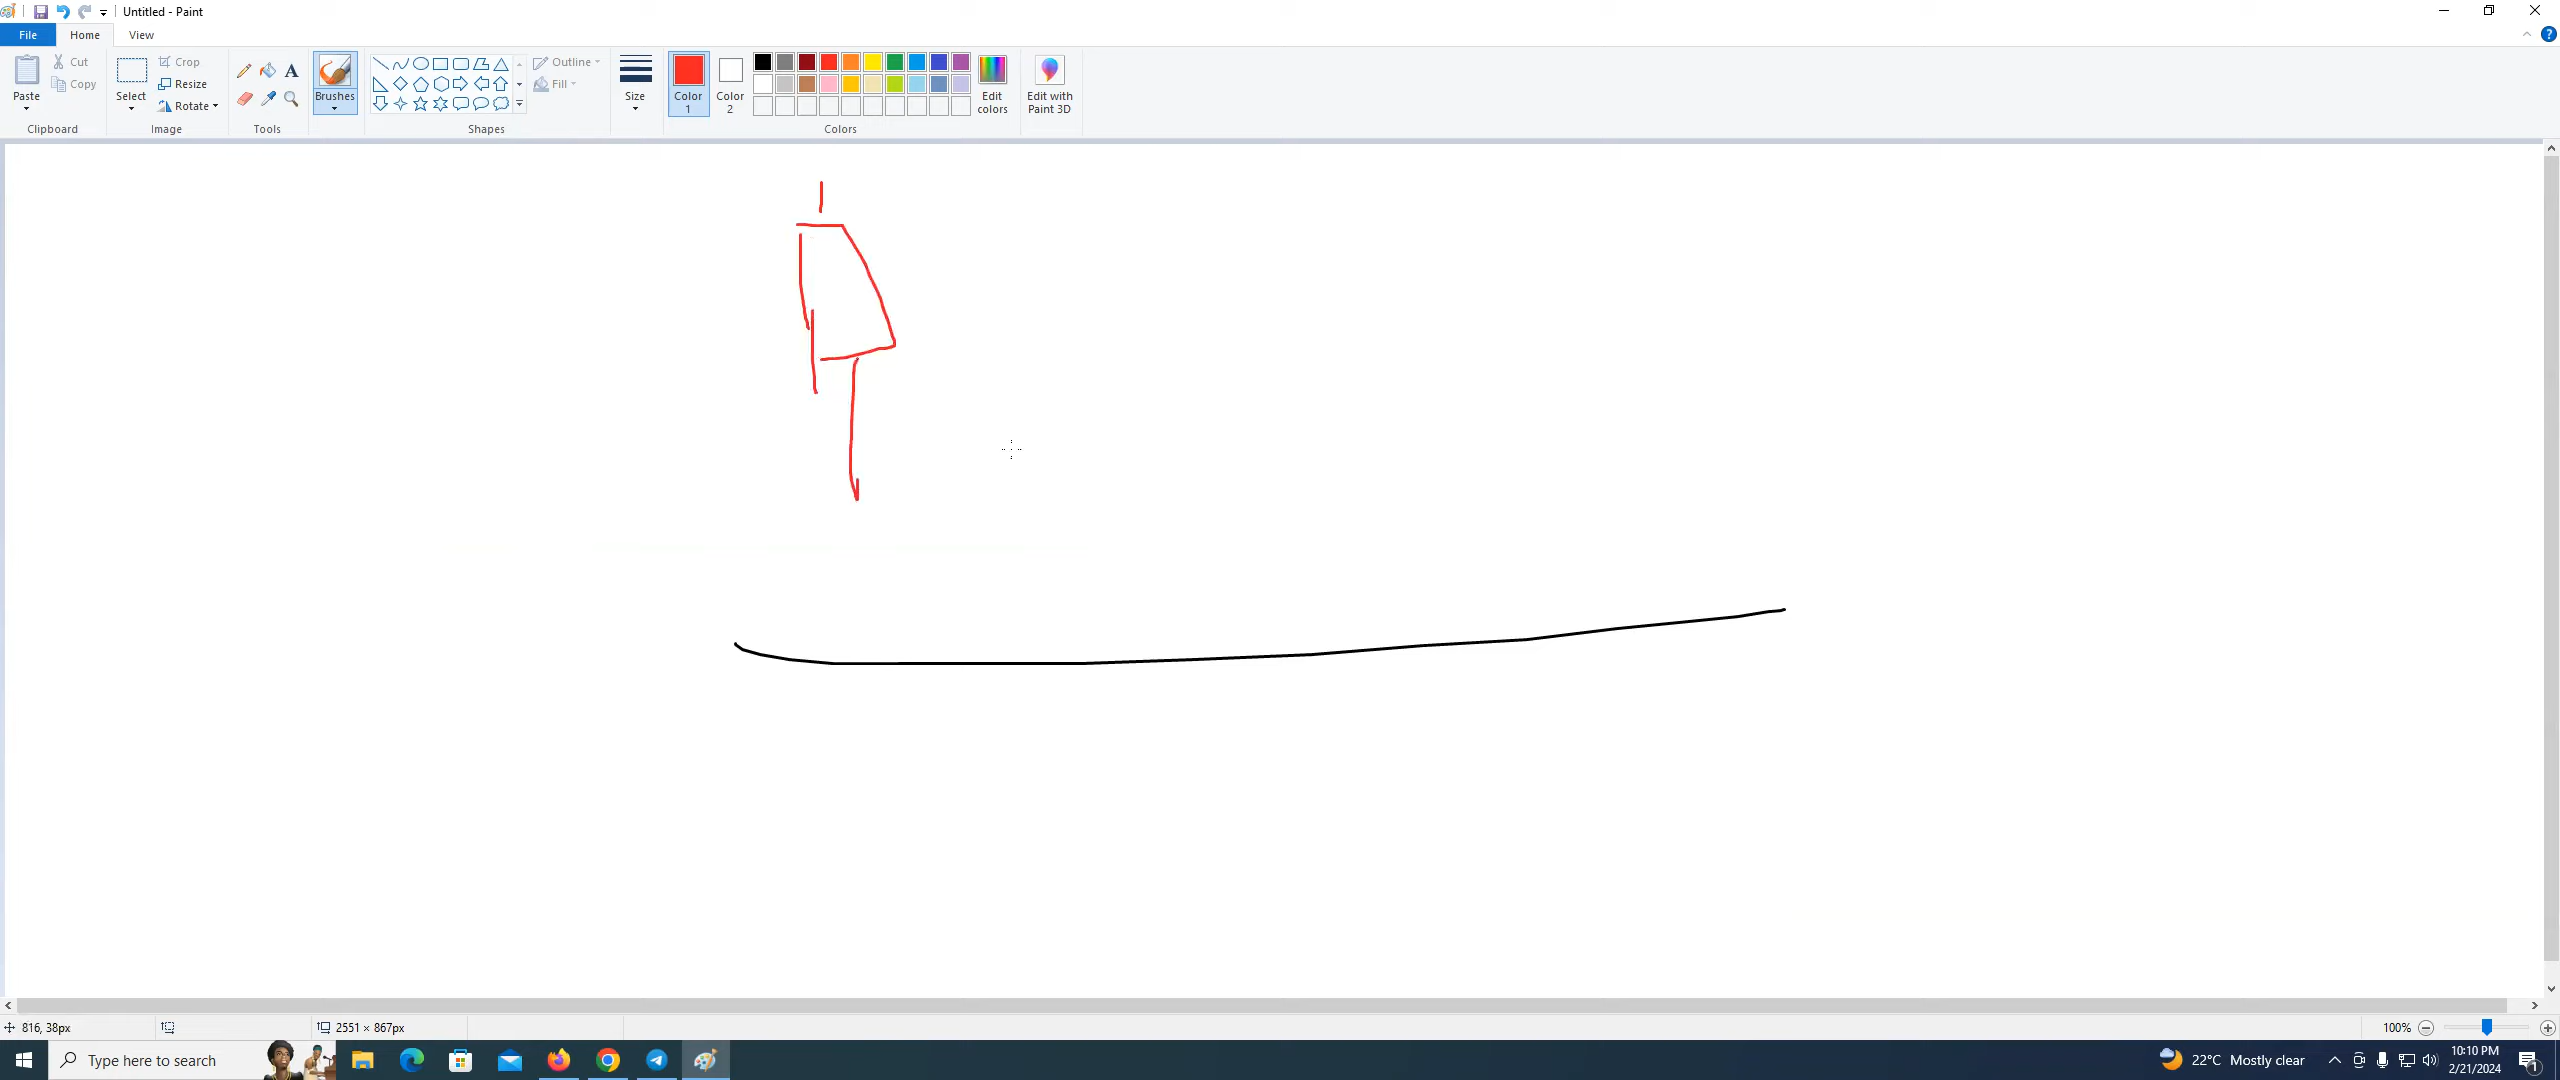 Untitled - Paint
File Home View
Paste
Cut
Copy
Clipboard
Select
Crop
Resize
Rotate
Image
A
Tools
Brushes
Outline
Fill
Shapes
Size
Color 1
Color 2
Edit colors
Colors
Edit with Paint 3D
816, 38px
2551 × 867px
100%
Type here to search
22°C Mostly clear
10:10 PM
2/21/2024
1